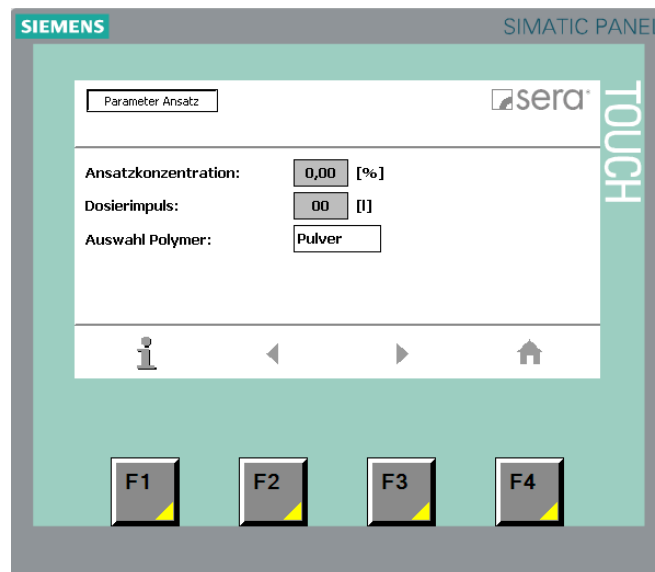 SIEMENS SIMATIC PANEL
Parameter Ansatz sera
TOUCH
Ansatzkonzentration: 0,00 [%]
Dosierimpuls: 00 [l]
Auswahl Polymer: Pulver
F1 F2 F3 F4